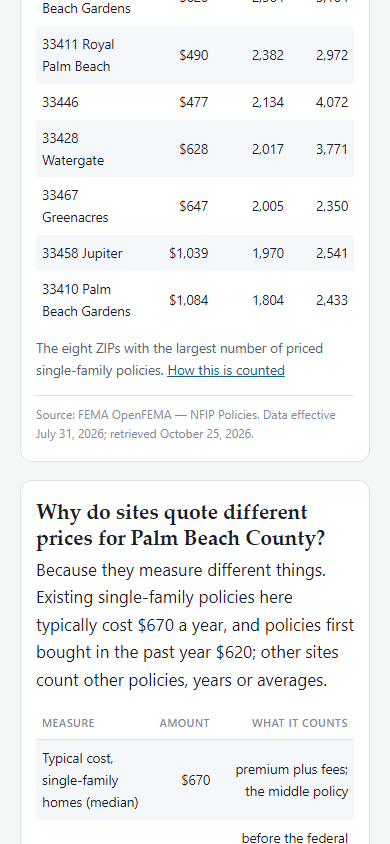 Beach Gardens
33411 Royal Palm Beach $490 2,382 2,972
33446 $477 2,134 4,072
33428 Watergate $628 2,017 3,771
33467 Greenacres $647 2,005 2,350
33458 Jupiter $1,039 1,970 2,541
33410 Palm Beach Gardens $1,084 1,804 2,433
The eight ZIPs with the largest number of priced
single-family policies. How this is counted
Source: FEMA OpenFEMA — NFIP Policies. Data effective
July 31, 2026; retrieved October 25, 2026.
Why do sites quote different
prices for Palm Beach County?
Because they measure different things.
Existing single-family policies here
typically cost $670 a year, and policies first
bought in the past year $620; other sites
count other policies, years or averages.
MEASURE AMOUNT WHAT IT COUNTS
Typical cost, single-family homes (median) $670 premium plus fees; the middle policy
before the federal